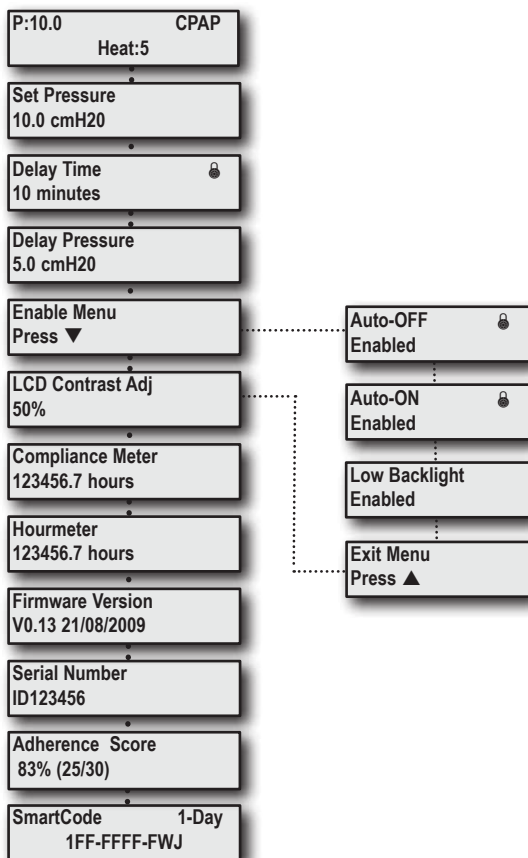 P:10.0 CPAP
Heat:5
Set Pressure
10.0 cmH20
Delay Time
10 minutes
Delay Pressure
5.0 cmH20
Enable Menu
Press ▼
LCD Contrast Adj
50%
Compliance Meter
123456.7 hours
Hourmeter
123456.7 hours
Firmware Version
V0.13 21/08/2009
Serial Number
ID123456
Adherence Score
83% (25/30)
SmartCode 1-Day
1FF-FFFF-FWJ
Auto-OFF
Enabled
Auto-ON
Enabled
Low Backlight
Enabled
Exit Menu
Press ▲